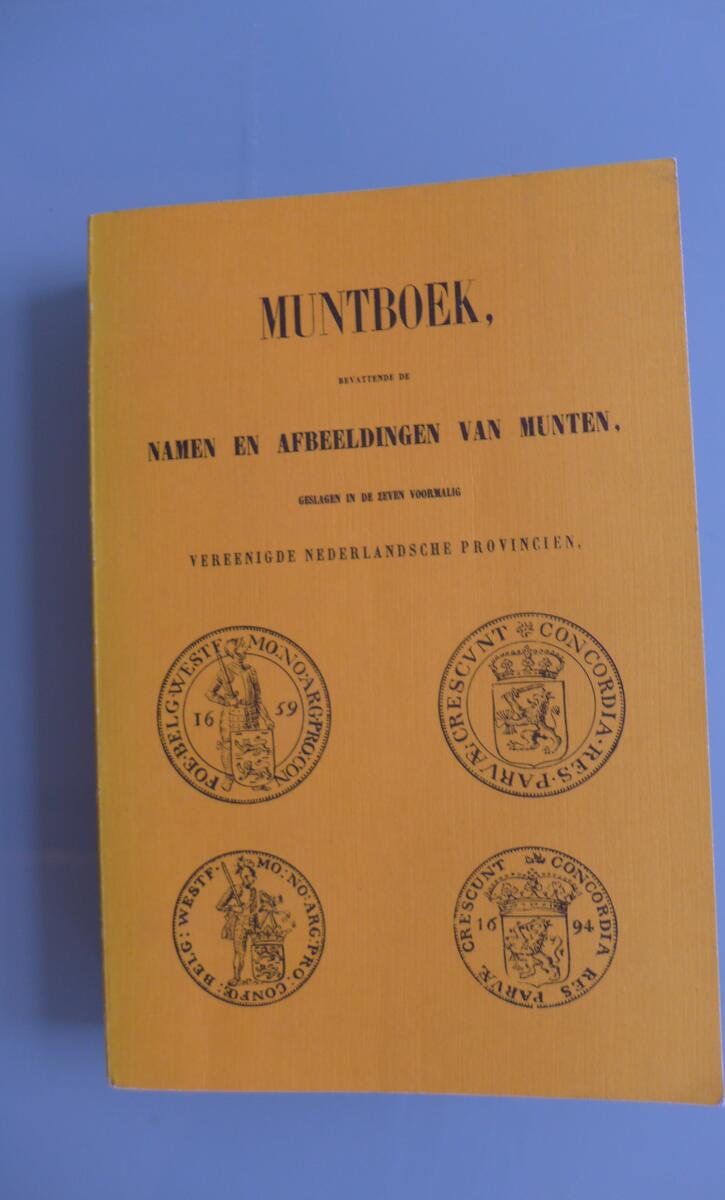 MUNTBOEK,
BEVATTENDE DE
NAMEN EN AFBEELDINGEN VAN MUNTEN,
GESLAGEN IN DE ZEVEN VOORMALIG
VEREENIGDE NEDERLANDSCHE PROVINCIEN.
MO:NO:ARG:PRO:CON
FOE·BELG·WESTF
16 59
CONCORDIA·RES·PARVÆ·CRESCVNT
MO: NO: ARG: PRO: CONFŒ: BELG: WESTF·
CONCORDIA RES PARVÆ CRESCUNT
16 94